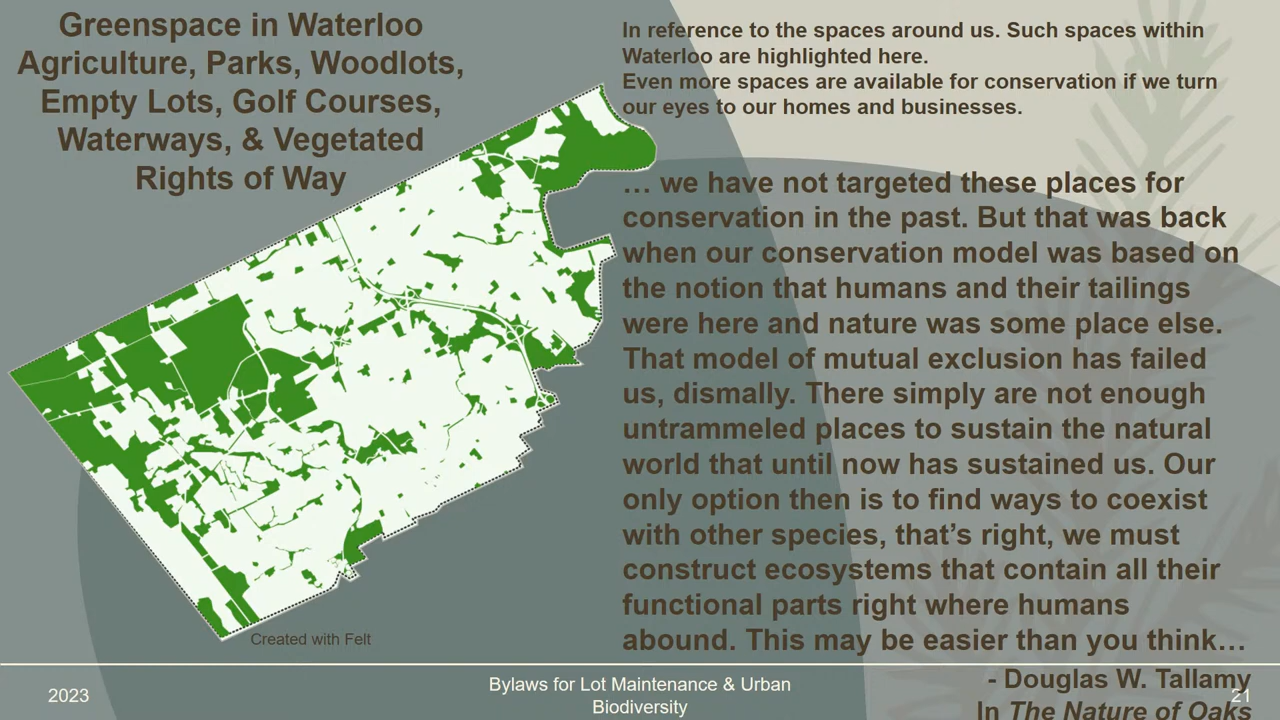 Greenspace in Waterloo
Agriculture, Parks, Woodlots,
Empty Lots, Golf Courses,
Waterways, & Vegetated
Rights of Way
In reference to the spaces around us. Such spaces within
Waterloo are highlighted here.
Even more spaces are available for conservation if we turn
our eyes to our homes and businesses.
… we have not targeted these places for
conservation in the past. But that was back
when our conservation model was based on
the notion that humans and their tailings
were here and nature was some place else.
That model of mutual exclusion has failed
us, dismally. There simply are not enough
untrammeled places to sustain the natural
world that until now has sustained us. Our
only option then is to find ways to coexist
with other species, that’s right, we must
construct ecosystems that contain all their
functional parts right where humans
abound. This may be easier than you think…
- Douglas W. Tallamy
In The Nature of Oaks
Created with Felt
2023
Bylaws for Lot Maintenance & Urban
Biodiversity
21